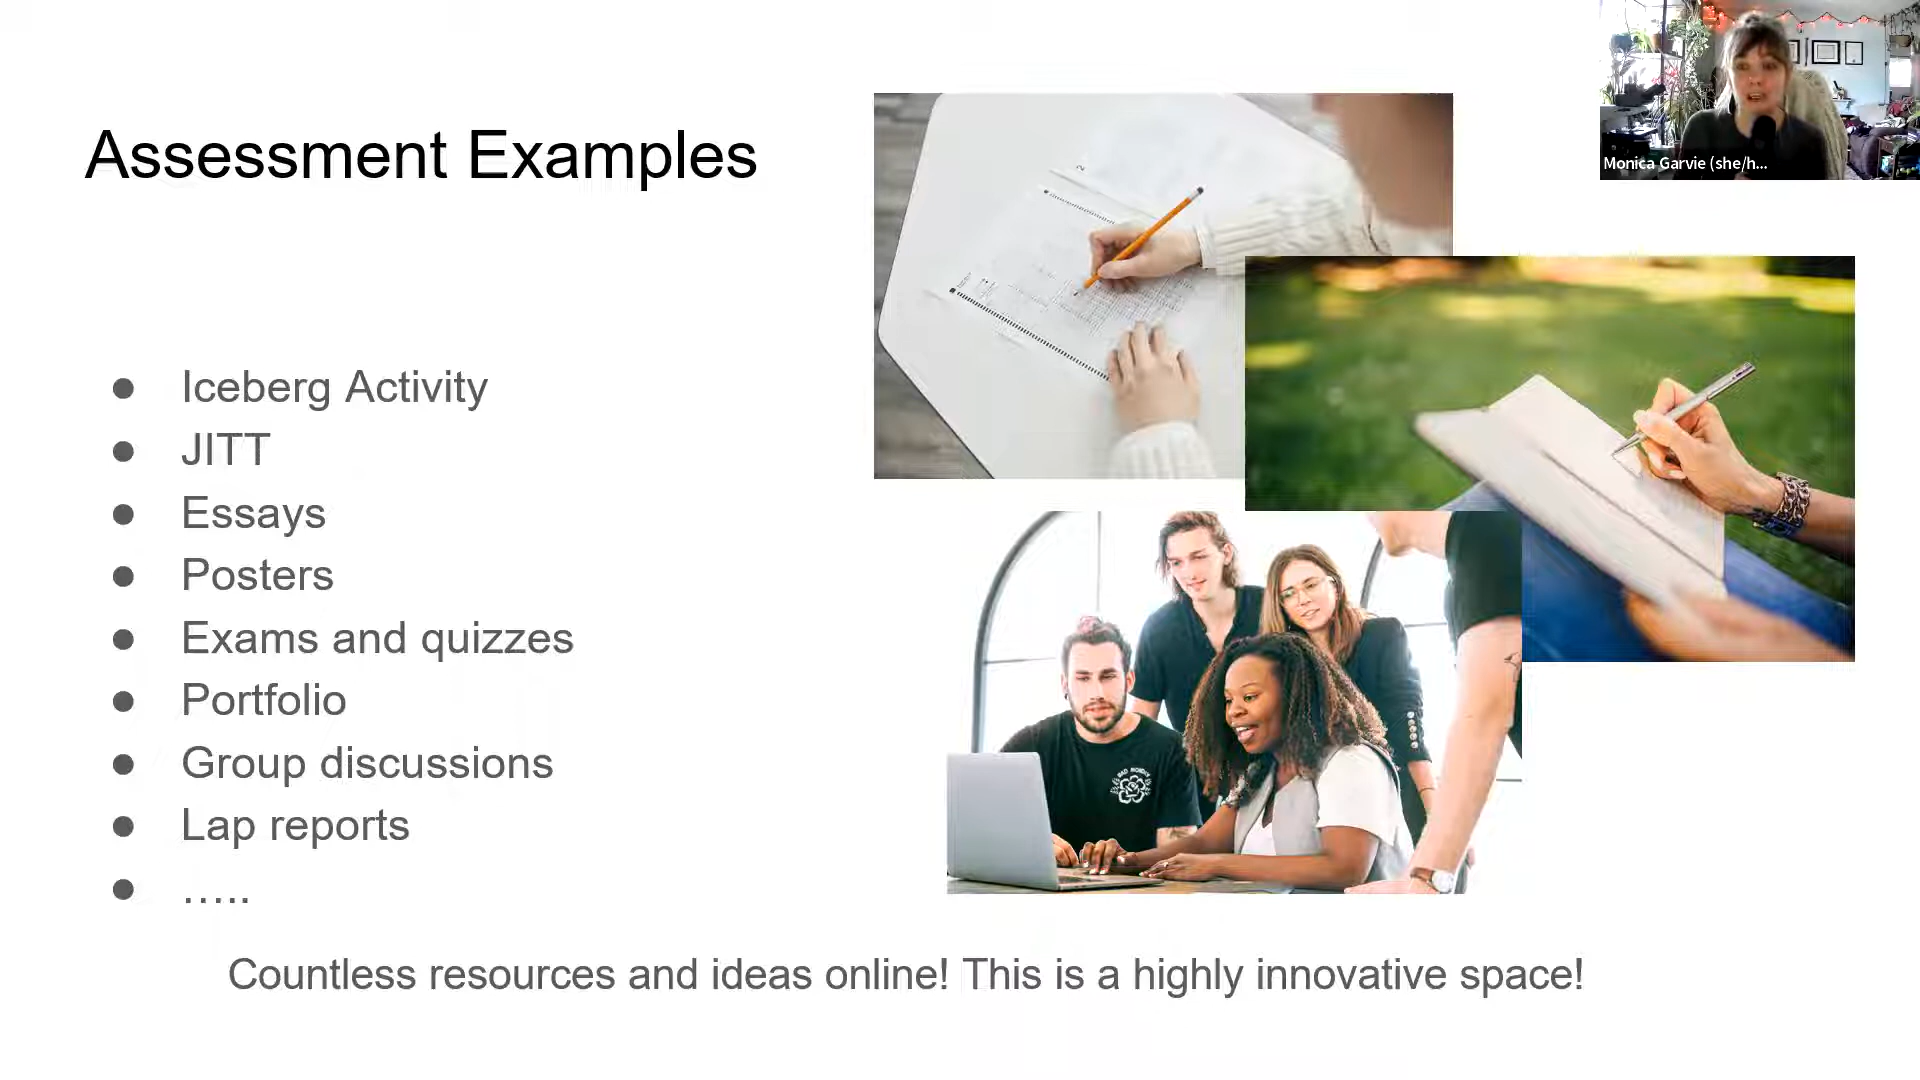 Assessment Examples
Monica Garvie (she/h...
● Iceberg Activity
● JITT
● Essays
● Posters
● Exams and quizzes
● Portfolio
● Group discussions
● Lap reports
● .....
Countless resources and ideas online! This is a highly innovative space!